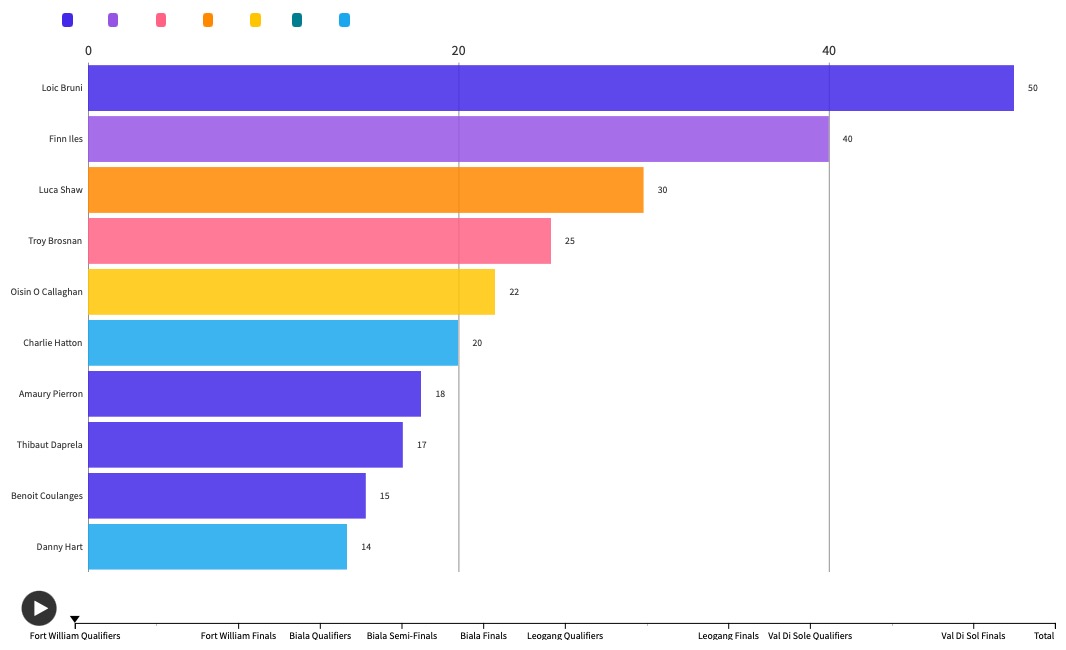 0 20 40
Loic Bruni 50
Finn Iles 40
Luca Shaw 30
Troy Brosnan 25
Oisin O Callaghan 22
Charlie Hatton 20
Amaury Pierron 18
Thibaut Daprela 17
Benoit Coulanges 15
Danny Hart 14
Fort William Qualifiers Fort William Finals Biala Qualifiers Biala Semi-Finals Biala Finals Leogang Qualifiers Leogang Finals Val Di Sole Qualifiers Val Di Sol Finals Total